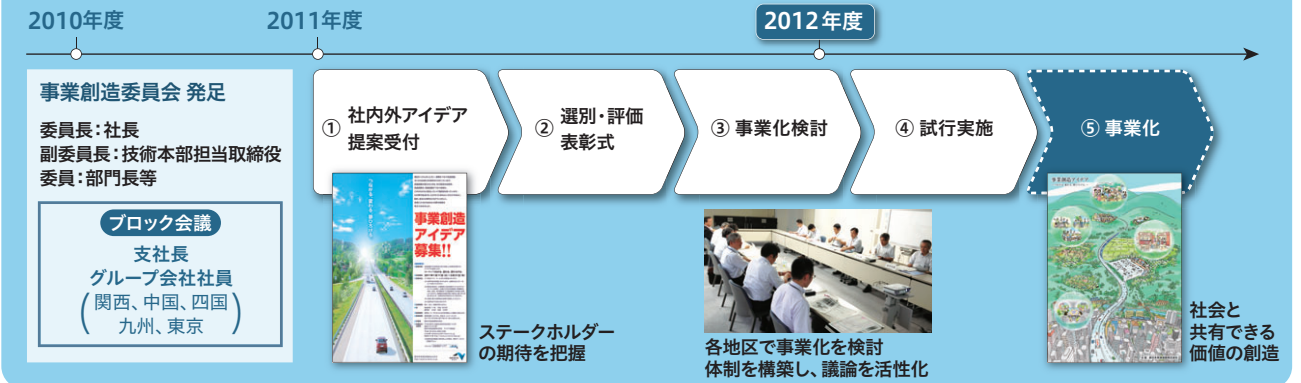 2010年度
2011年度
2012年度
事業創造委員会 発足
委員長：社長
副委員長：技術本部担当取締役
委員：部門長等
ブロック会議
支社長
グループ会社社員
（関西、中国、四国
九州、東京）
① 社内外アイデア
提案受付
② 選別・評価
表彰式
③ 事業化検討
④ 試行実施
⑤ 事業化
事業創造
アイデア
募集!!
ステークホルダー
の期待を把握
各地区で事業化を検討
体制を構築し、議論を活性化
社会と
共有できる
価値の創造